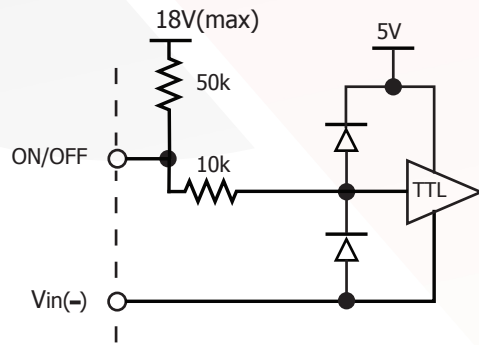 18V(max)
5V
50k
ON/OFF
10k
TTL
Vin(-)